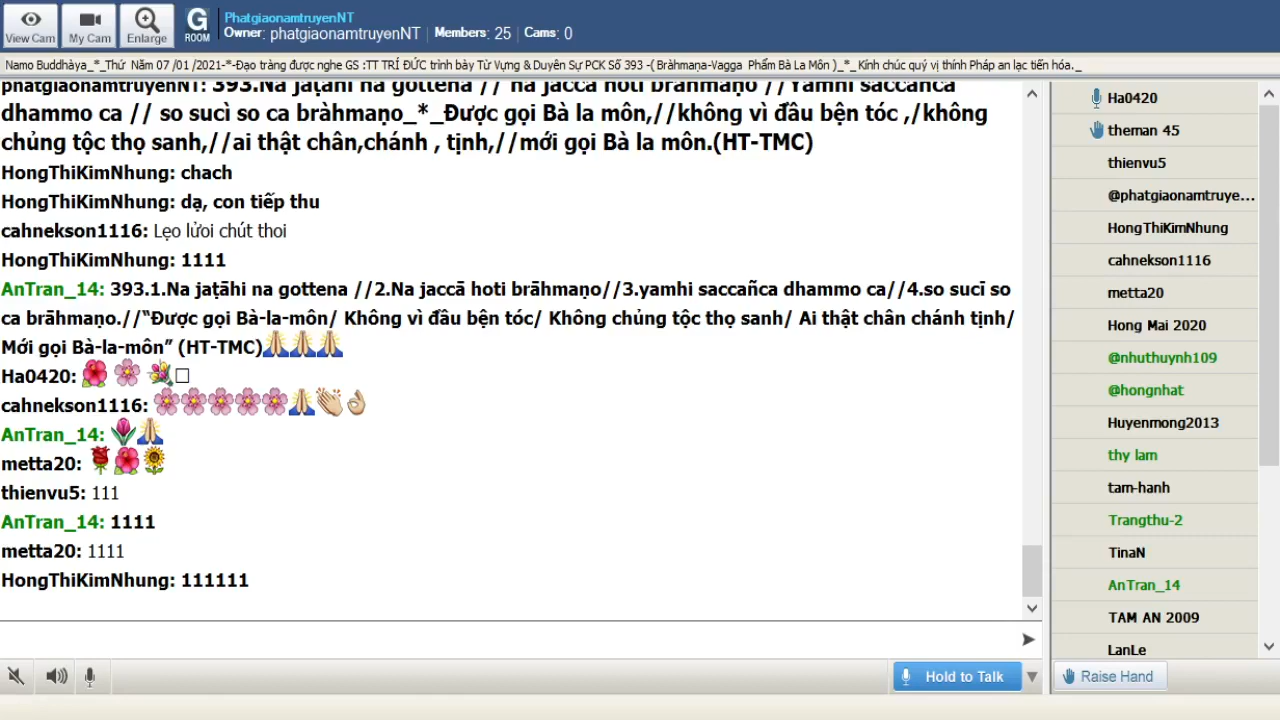 View Cam
My Cam
Enlarge
G
ROOM
PhatgiaonamtruyenNT
Owner: phatgiaonamtruyenNT | Members: 25 | Cams: 0
Namo Buddhàya_*_Thứ Năm 07 /01 /2021-*-Đạo tràng được nghe GS :TT TRÍ ĐỨC trình bày Từ Vựng & Duyên Sự PCK Số 393 -( Bràhmaṇa-Vagga Phẩm Bà La Môn )_*_ Kính chúc quý vị thính Pháp an lạc tiến hóa._
phatgiaonamtruyenNT: 393.Na jaṭàhi na gottena // na jaccà hoti bràhmaṇo //Yamhi saccañca
dhammo ca // so sucì so ca bràhmaṇo_*_Được gọi Bà la môn,//không vì đầu bện tóc ,/không
chủng tộc thọ sanh,//ai thật chân,chánh , tịnh,//mới gọi Bà la môn.(HT-TMC)
HongThiKimNhung: chach
HongThiKimNhung: dạ, con tiếp thu
cahnekson1116: Lẹo lửơi chút thoi
HongThiKimNhung: 1111
AnTran_14: 393.1.Na jaṭāhi na gottena //2.Na jaccā hoti brāhmaṇo//3.yamhi saccañca dhammo ca//4.so sucī so
ca brāhmaṇo.//“Được gọi Bà-la-môn/ Không vì đầu bện tóc/ Không chủng tộc thọ sanh/ Ai thật chân chánh tịnh/
Mới gọi Bà-la-môn” (HT-TMC)🙏🙏🙏
Ha0420: 🌺 🌸 💐□
cahnekson1116: 🌸🌸🌸🌸🌸🙏👏👌
AnTran_14: 🌷🙏
metta20: 🌹🌺🌻
thienvu5: 111
AnTran_14: 1111
metta20: 1111
HongThiKimNhung: 111111
Hold to Talk
Ha0420
theman 45
thienvu5
@phatgiaonamtruye...
HongThiKimNhung
cahnekson1116
metta20
Hong Mai 2020
@nhuthuynh109
@hongnhat
Huyenmong2013
thy lam
tam-hanh
Trangthu-2
TinaN
AnTran_14
TAM AN 2009
LanLe
Raise Hand